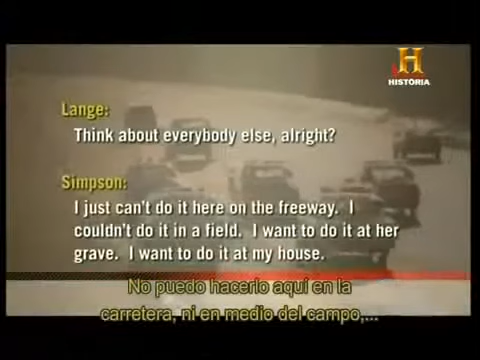 H
HISTORIA
Lange:
Think about everybody else, alright?
Simpson:
I just can't do it here on the freeway. I
couldn't do it in a field. I want to do it at her
grave. I want to do it at my house.
No puedo hacerlo aquí en la
carretera, ni en medio del campo,...